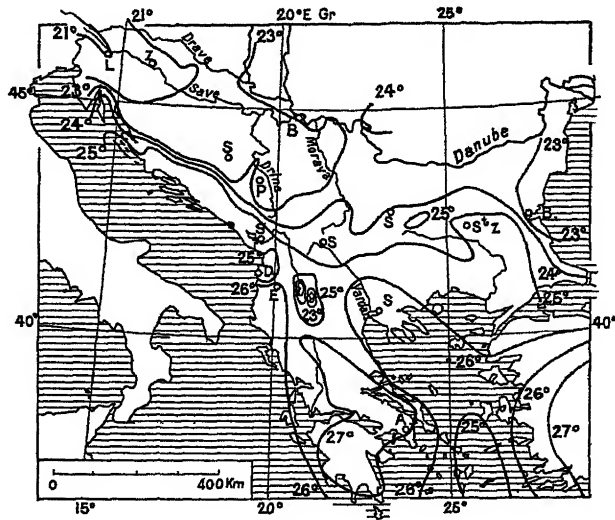 20°E Gr 25°
21° 21° 23°
L Z
Drave
Save
24°
45° 23°
24°
25°
B
Morava
Danube
23°
S
Drina
P
25°
S
S
S
Sᵗ Z
B
23°
24°
25°
25°
D
26°
E
25°
23°
Vardar
S
40° 40°
26°
26°
27°
25°
27°
A
26° 26°
0 400 Km
15° 20° 25°